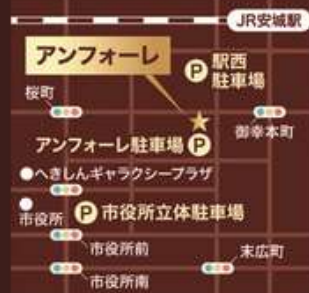 JR安城駅
アンフォーレ
駅西
駐車場
P
桜町
御幸本町
アンフォーレ駐車場
P
へきしんギャラクシープラザ
市役所
P
市役所立体駐車場
市役所前
末広町
市役所南